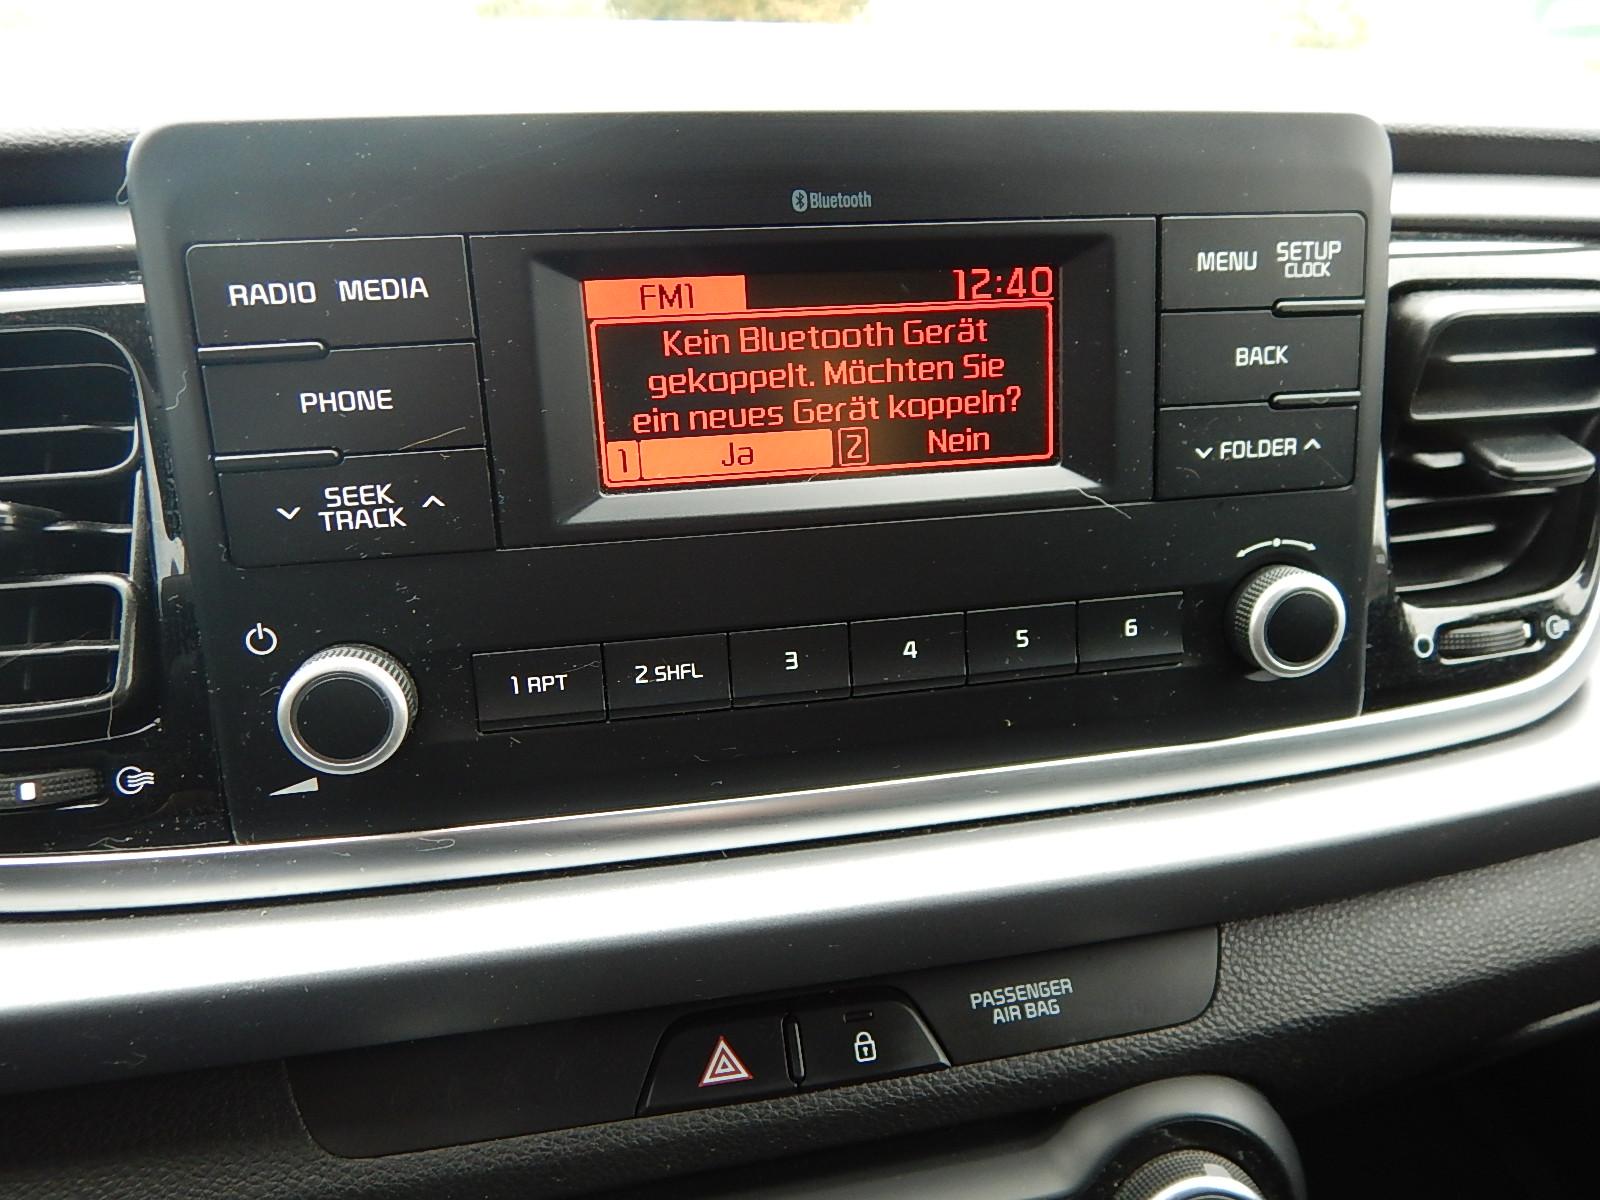 Bluetooth
RADIO MEDIA
PHONE
SEEK
TRACK
FM1 12:40
Kein Bluetooth Gerät
gekoppelt. Möchten Sie
ein neues Gerät koppeln?
1 Ja 2 Nein
MENU SETUP
CLOCK
BACK
FOLDER
1 RPT 2 SHFL 3 4 5 6
PASSENGER
AIR BAG